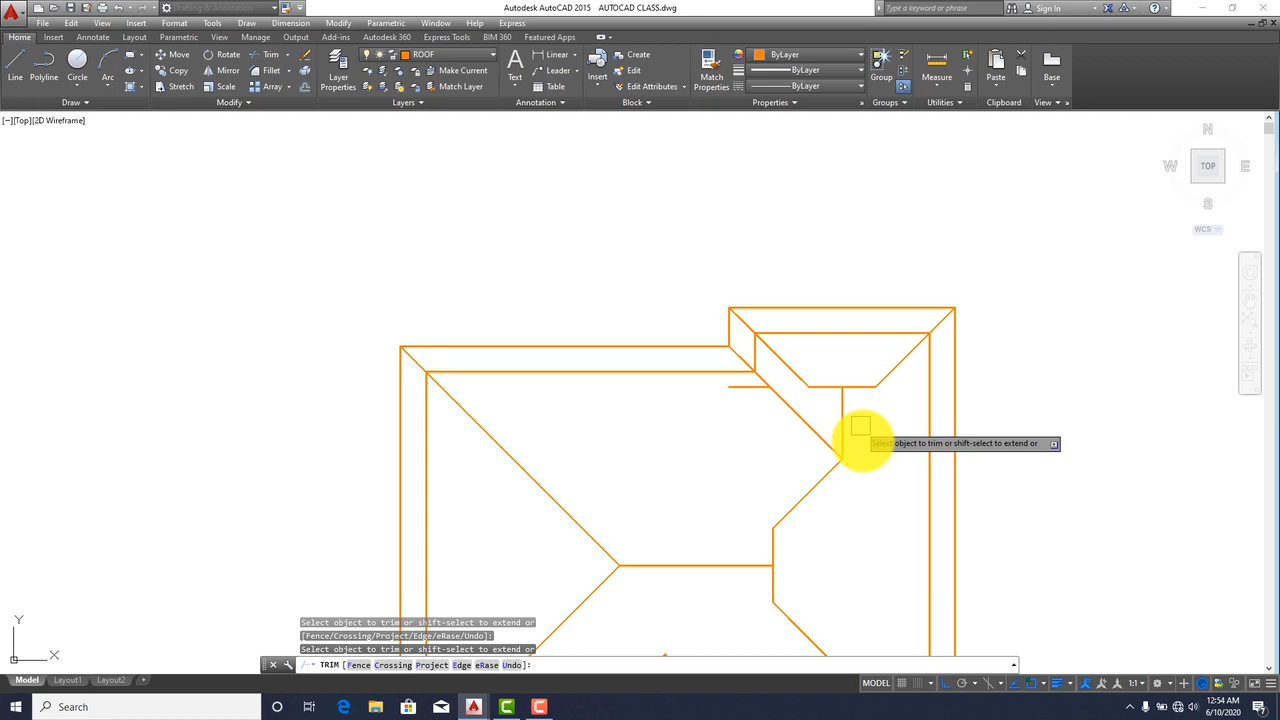 Autodesk AutoCAD 2015 AUTOCAD CLASS.dwg
Drafting & Annotation
Type a keyword or phrase
Sign In
File Edit View Insert Format Tools Draw Dimension Modify Parametric Window Help Express
Home Insert Annotate Layout Parametric View Manage Output Add-ins Autodesk 360 Express Tools BIM 360 Featured Apps
Line Polyline Circle Arc
Move Rotate Trim
Copy Mirror Fillet
Stretch Scale Array
Layer Properties
ROOF
Make Current
Match Layer
Text
Linear
Leader
Table
Insert
Create
Edit
Edit Attributes
Match Properties
ByLayer
ByLayer
ByLayer
Group
Measure
Paste
Base
Draw Modify Layers Annotation Block Properties Groups Utilities Clipboard View
[−][Top][2D Wireframe]
N
W TOP E
S
WCS
Select object to trim or shift-select to extend or
Y
X
Select object to trim or shift-select to extend or
[Fence/Crossing/Project/Edge/eRase/Undo]:
Select object to trim or shift-select to extend or
TRIM [Fence Crossing Project Edge eRase Undo]:
Model Layout1 Layout2 +
MODEL
1:1
Search
12:54 AM
6/10/2020